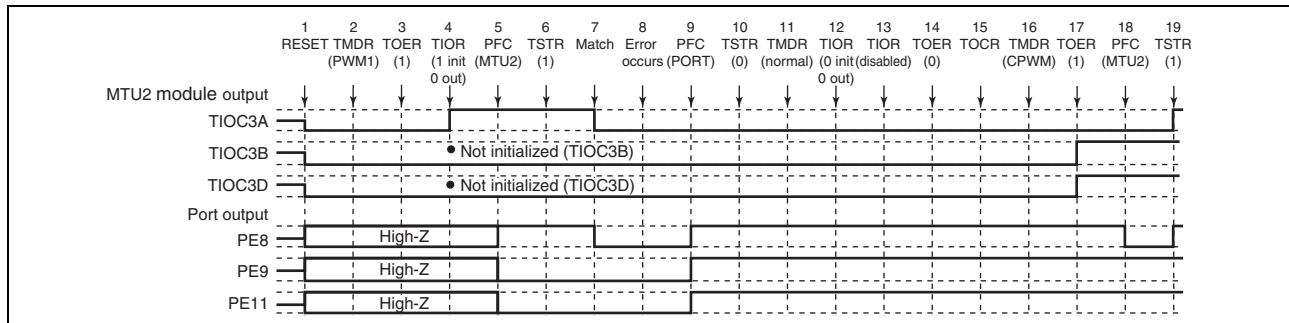 1 2 3 4 5 6 7 8 9 10 11 12 13 14 15 16 17 18 19
RESET TMDR TOER TIOR PFC TSTR Match Error PFC TSTR TMDR TIOR TIOR TOER TOCR TMDR TOER PFC TSTR
(PWM1) (1) (1 init (MTU2) (1) occurs (PORT) (0) (normal) (0 init (disabled) (0) (CPWM) (1) (MTU2) (1)
0 out) 0 out)
MTU2 module output
TIOC3A
TIOC3B • Not initialized (TIOC3B)
TIOC3D • Not initialized (TIOC3D)
Port output
PE8 High-Z
PE9 High-Z
PE11 High-Z